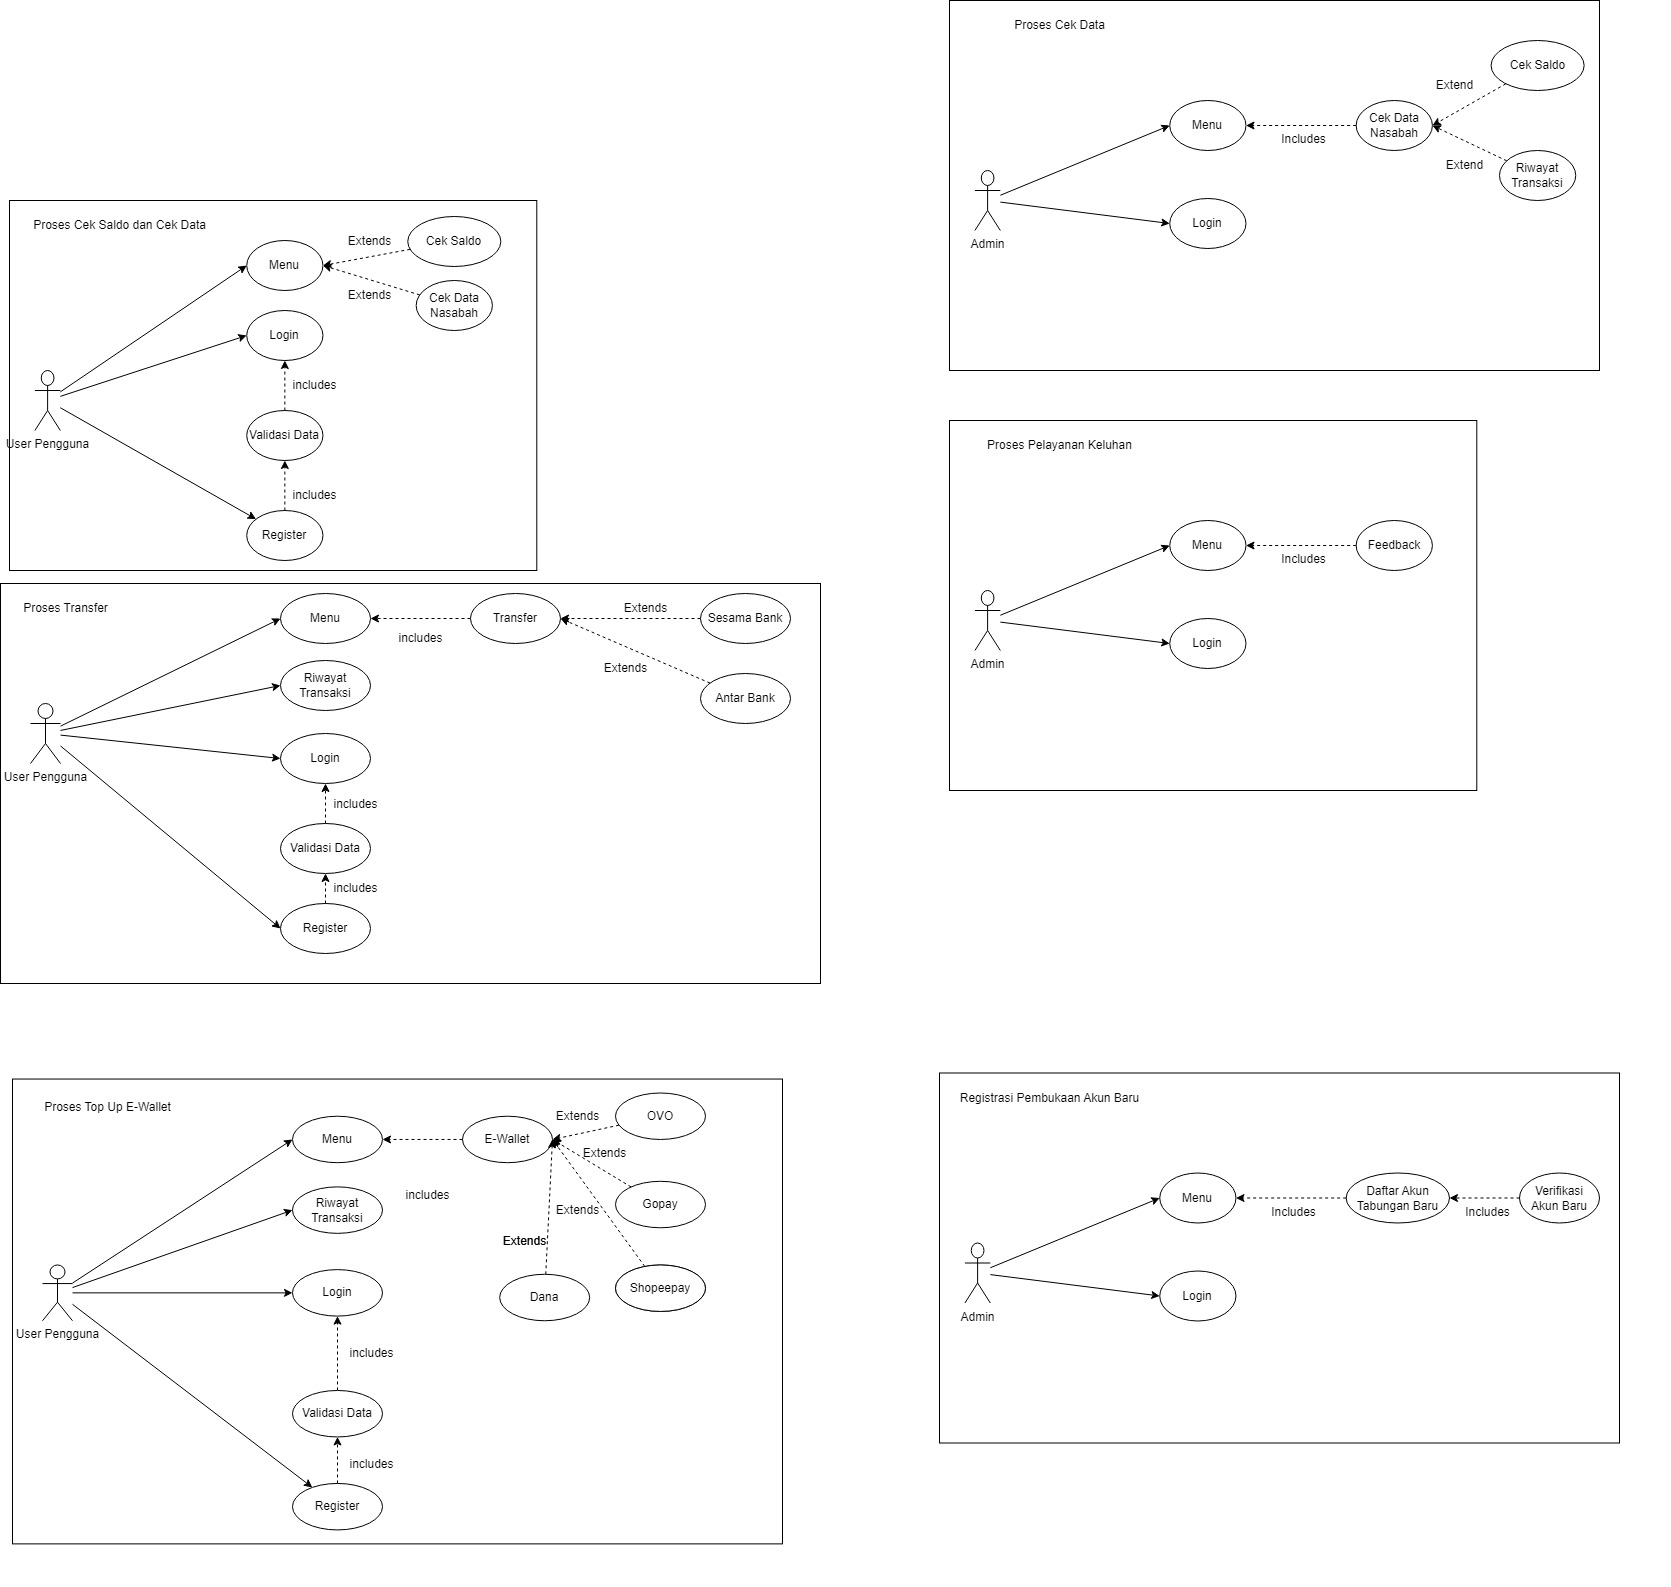 Proses Cek Saldo dan Cek Data
Extends
Cek Saldo
Menu
Extends
Cek Data
Nasabah
Login
includes
User Pengguna
Validasi Data
includes
Register
Proses Transfer
Menu
includes
Transfer
Extends
Sesama Bank
Extends
Antar Bank
Riwayat
Transaksi
User Pengguna
Login
includes
Validasi Data
includes
Register
Proses Top Up E-Wallet
Menu
includes
E-Wallet
Extends
OVO
Extends
Gopay
Extends
Shopeepay
Extends
Dana
Riwayat
Transaksi
Login
User Pengguna
includes
Validasi Data
includes
Register
Proses Cek Data
Cek Saldo
Extend
Menu
Includes
Cek Data
Nasabah
Extend
Riwayat
Transaksi
Login
Admin
Proses Pelayanan Keluhan
Menu
Includes
Feedback
Login
Admin
Registrasi Pembukaan Akun Baru
Menu
Includes
Daftar Akun
Tabungan Baru
Includes
Verifikasi
Akun Baru
Login
Admin